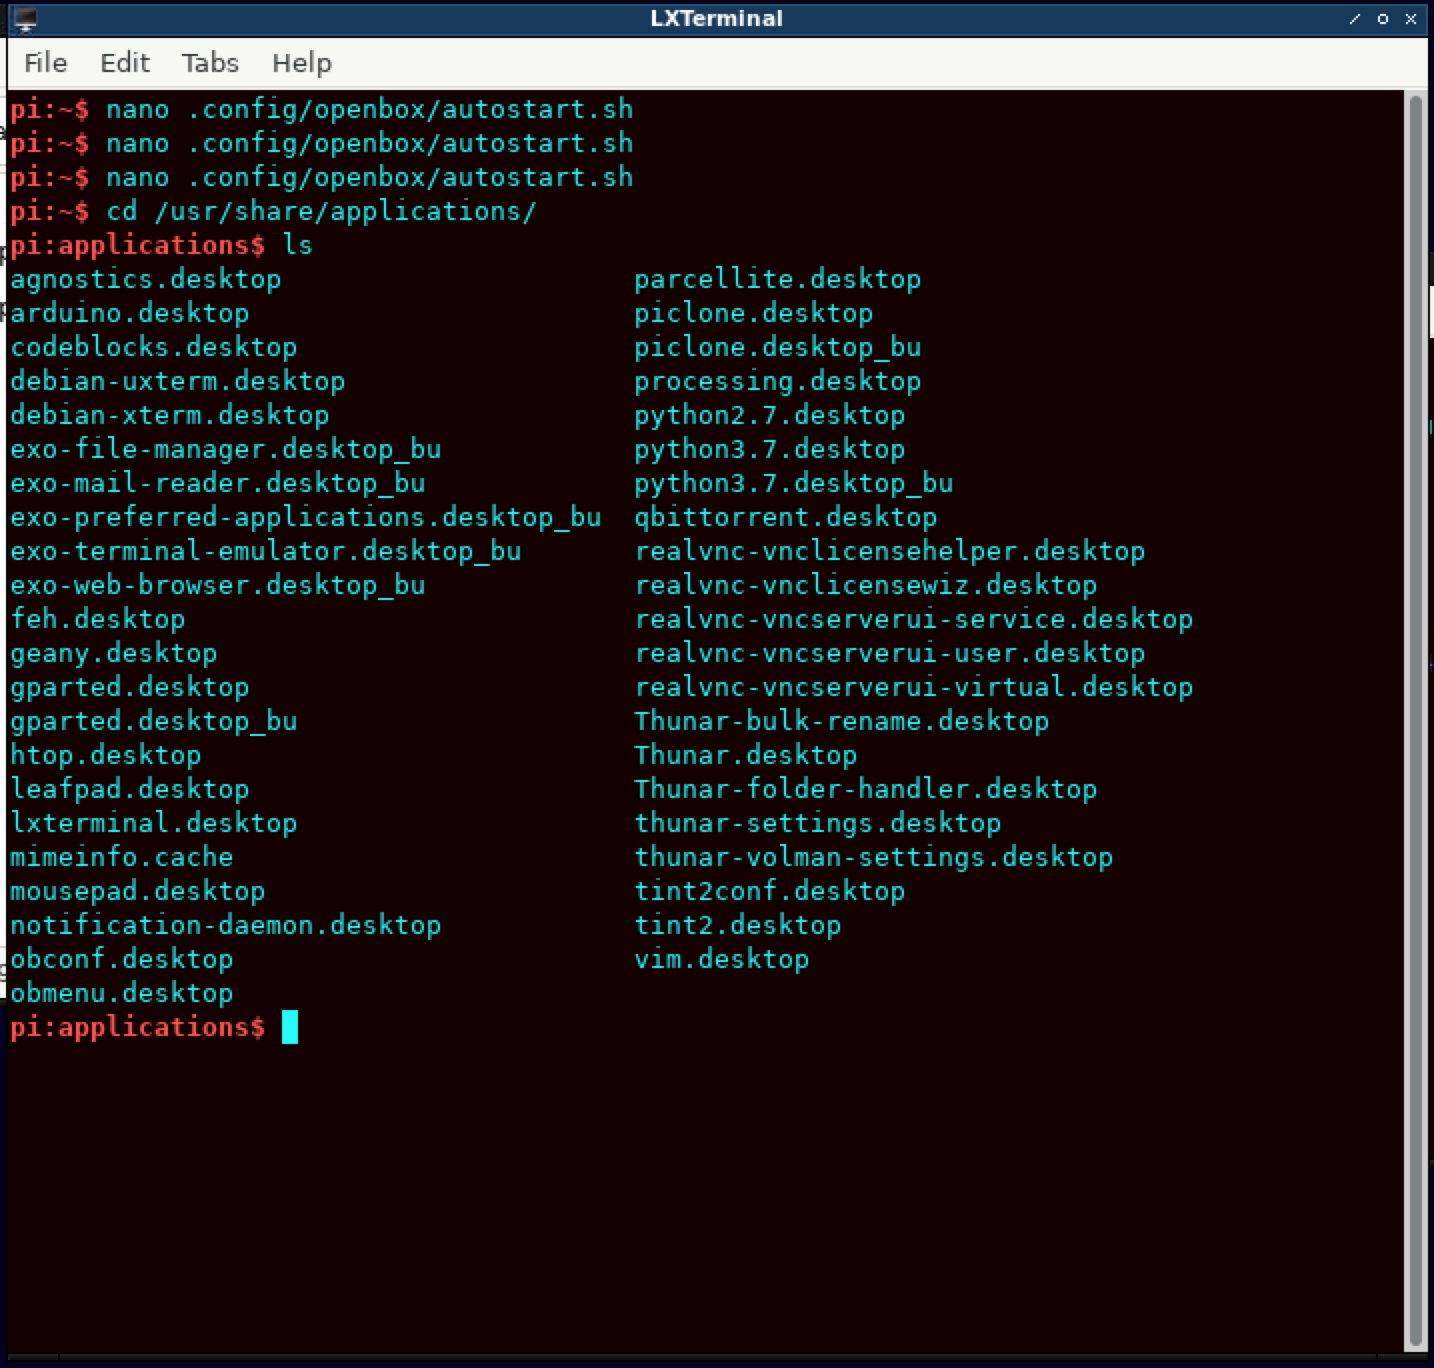 LXTerminal
File Edit Tabs Help
pi:~$ nano .config/openbox/autostart.sh
pi:~$ nano .config/openbox/autostart.sh
pi:~$ nano .config/openbox/autostart.sh
pi:~$ cd /usr/share/applications/
pi:applications$ ls
agnostics.desktop parcellite.desktop
arduino.desktop piclone.desktop
codeblocks.desktop piclone.desktop_bu
debian-uxterm.desktop processing.desktop
debian-xterm.desktop python2.7.desktop
exo-file-manager.desktop_bu python3.7.desktop
exo-mail-reader.desktop_bu python3.7.desktop_bu
exo-preferred-applications.desktop_bu qbittorrent.desktop
exo-terminal-emulator.desktop_bu realvnc-vnclicensehelper.desktop
exo-web-browser.desktop_bu realvnc-vnclicensewiz.desktop
feh.desktop realvnc-vncserverui-service.desktop
geany.desktop realvnc-vncserverui-user.desktop
gparted.desktop realvnc-vncserverui-virtual.desktop
gparted.desktop_bu Thunar-bulk-rename.desktop
htop.desktop Thunar.desktop
leafpad.desktop Thunar-folder-handler.desktop
lxterminal.desktop thunar-settings.desktop
mimeinfo.cache thunar-volman-settings.desktop
mousepad.desktop tint2conf.desktop
notification-daemon.desktop tint2.desktop
obconf.desktop vim.desktop
obmenu.desktop
pi:applications$